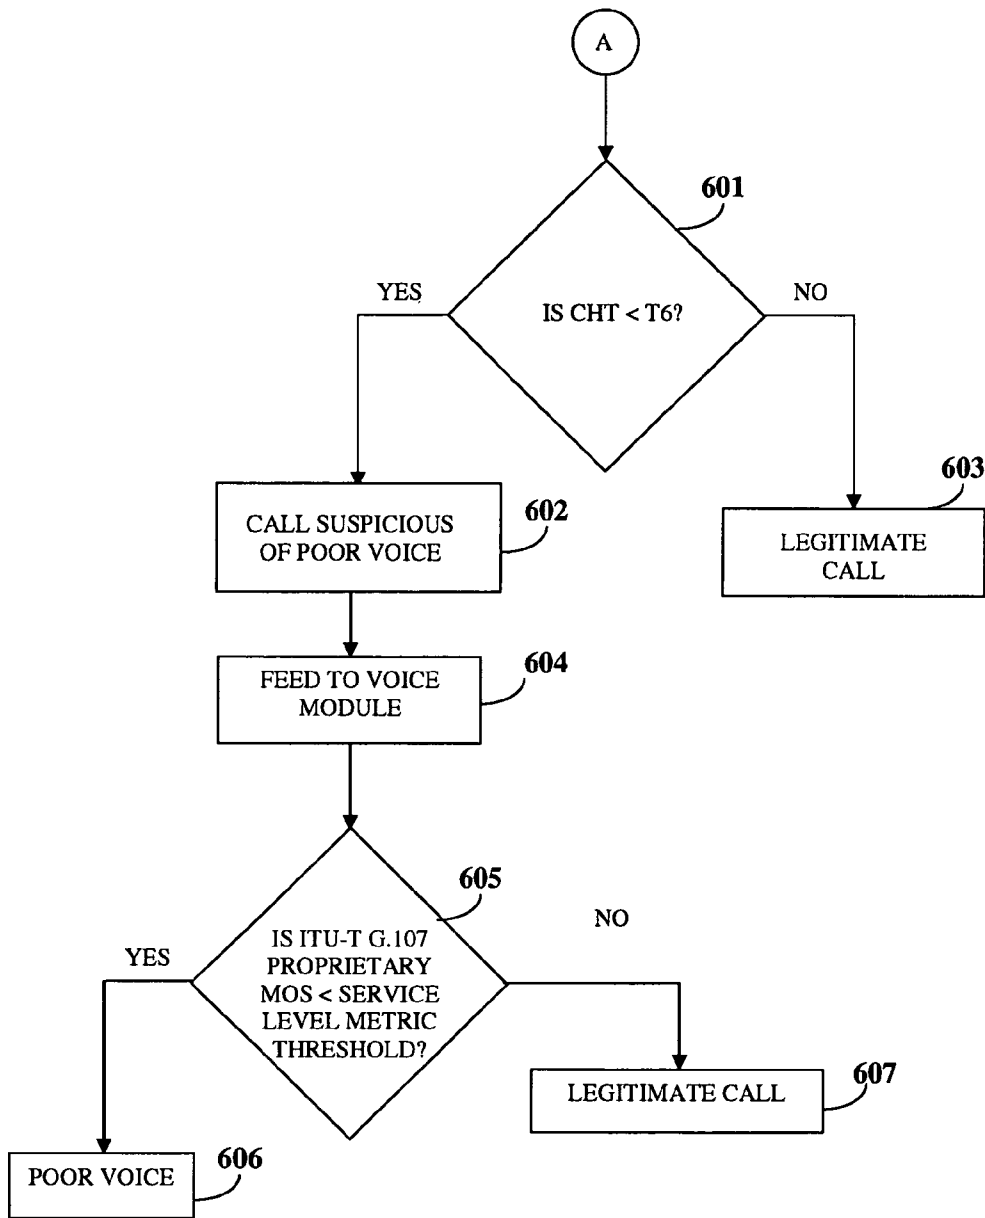 A
601
YES
NO
IS CHT < T6?
603
602
CALL SUSPICIOUS
OF POOR VOICE
LEGITIMATE
CALL
604
FEED TO VOICE
MODULE
605
NO
YES
IS ITU-T G.107
PROPRIETARY
MOS < SERVICE
LEVEL METRIC
THRESHOLD?
607
LEGITIMATE CALL
606
POOR VOICE